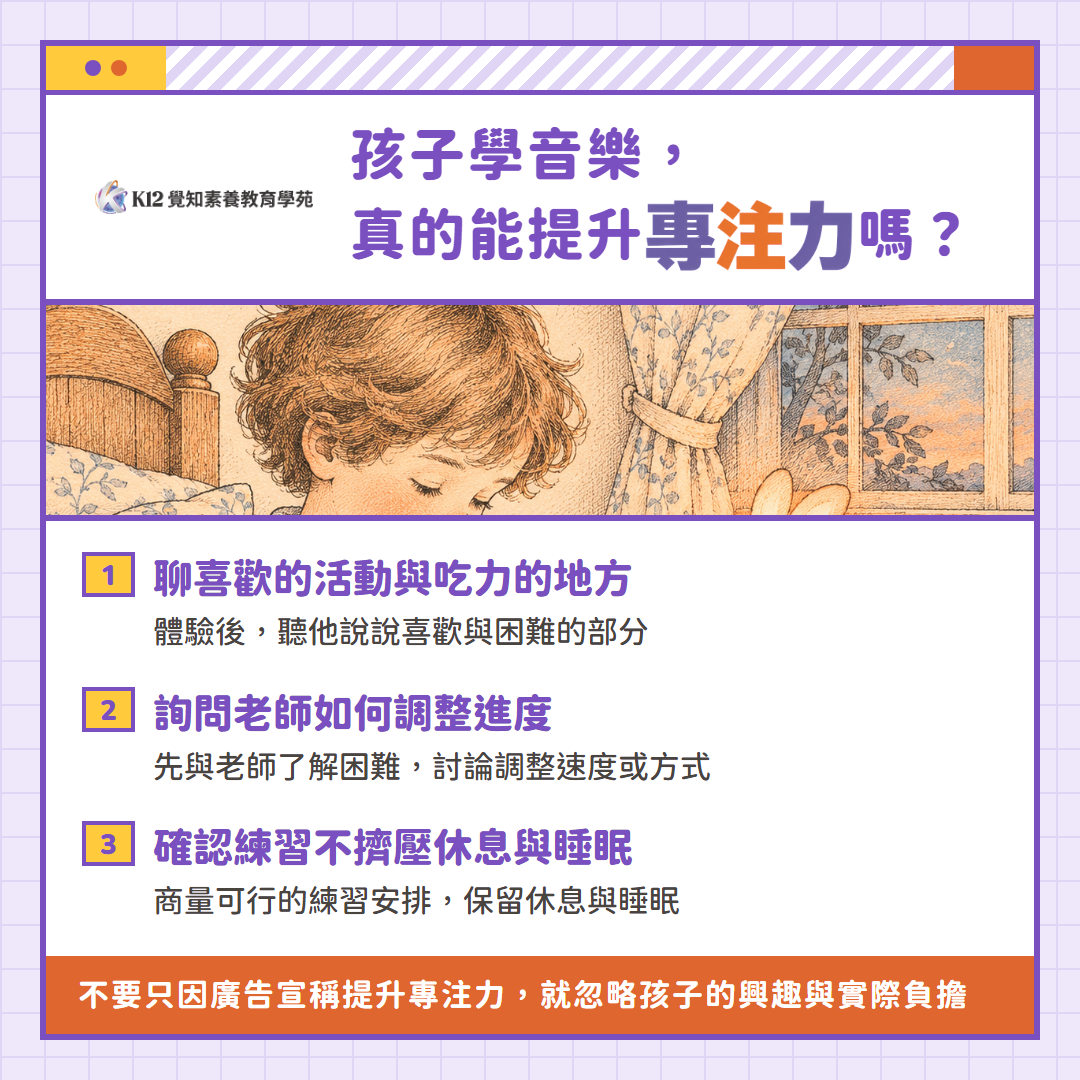 K12 覺知素養教育學苑
孩子學音樂，
真的能提升專注力嗎？
1 聊喜歡的活動與吃力的地方
體驗後，聽他說說喜歡與困難的部分
2 詢問老師如何調整進度
先與老師了解困難，討論調整速度或方式
3 確認練習不擠壓休息與睡眠
商量可行的練習安排，保留休息與睡眠
不要只因廣告宣稱提升專注力，就忽略孩子的興趣與實際負擔